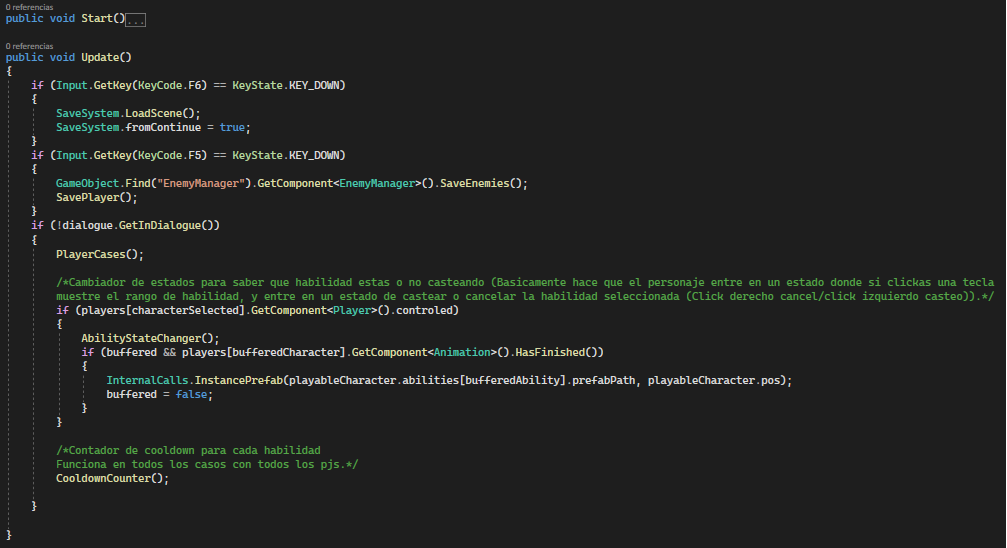 0 referencias
public void Start()...
0 referencias
public void Update()
{
    if (Input.GetKey(KeyCode.F6) == KeyState.KEY_DOWN)
    {
        SaveSystem.LoadScene();
        SaveSystem.fromContinue = true;
    }
    if (Input.GetKey(KeyCode.F5) == KeyState.KEY_DOWN)
    {
        GameObject.Find("EnemyManager").GetComponent<EnemyManager>().SaveEnemies();
        SavePlayer();
    }
    if (!dialogue.GetInDialogue())
    {
        PlayerCases();

        /*Cambiador de estados para saber que habilidad estas o no casteando (Basicamente hace que el personaje entre en un estado donde si clickas una tecla
        muestre el rango de habilidad, y entre en un estado de castear o cancelar la habilidad seleccionada (Click derecho cancel/click izquierdo casteo)).*/
        if (players[characterSelected].GetComponent<Player>().controled)
        {
            AbilityStateChanger();
            if (buffered && players[bufferedCharacter].GetComponent<Animation>().HasFinished())
            {
                InternalCalls.InstancePrefab(playableCharacter.abilities[bufferedAbility].prefabPath, playableCharacter.pos);
                buffered = false;
            }
        }

        /*Contador de cooldown para cada habilidad
        Funciona en todos los casos con todos los pjs.*/
        CooldownCounter();

    }

}